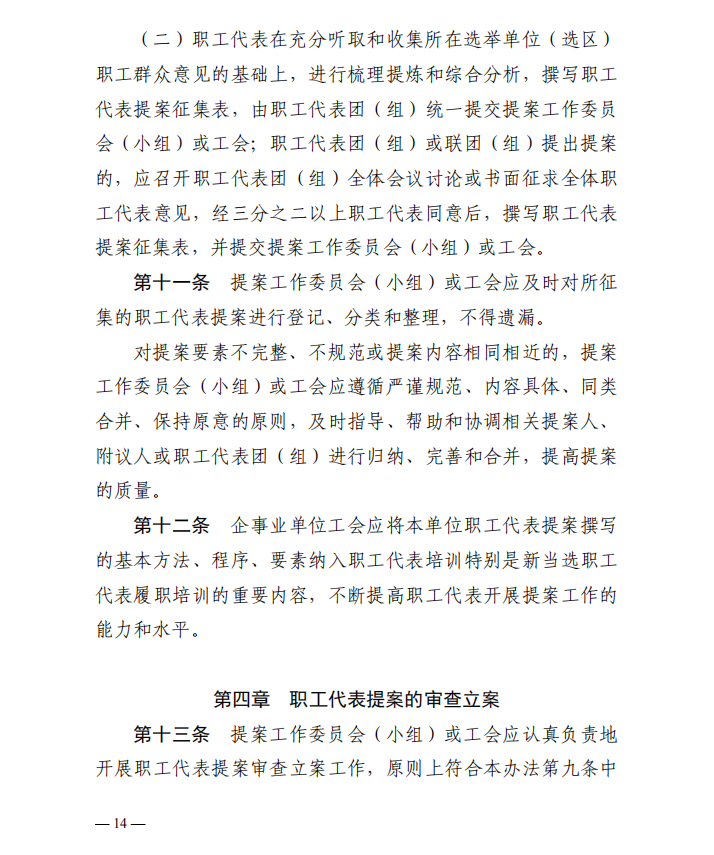 （二）职工代表在充分听取和收集所在选举单位（选区）
职工群众意见的基础上，进行梳理提炼和综合分析，撰写职工
代表提案征集表，由职工代表团（组）统一提交提案工作委员
会（小组）或工会；职工代表团（组）或联团（组）提出提案
的，应召开职工代表团（组）全体会议讨论或书面征求全体职
工代表意见，经三分之二以上职工代表同意后，撰写职工代表
提案征集表，并提交提案工作委员会（小组）或工会。
第十一条　提案工作委员会（小组）或工会应及时对所征
集的职工代表提案进行登记、分类和整理，不得遗漏。
对提案要素不完整、不规范或提案内容相同相近的，提案
工作委员会（小组）或工会应遵循严谨规范、内容具体、同类
合并、保持原意的原则，及时指导、帮助和协调相关提案人、
附议人或职工代表团（组）进行归纳、完善和合并，提高提案
的质量。
第十二条　企事业单位工会应将本单位职工代表提案撰写
的基本方法、程序、要素纳入职工代表培训特别是新当选职工
代表履职培训的重要内容，不断提高职工代表开展提案工作的
能力和水平。
第四章　职工代表提案的审查立案
第十三条　提案工作委员会（小组）或工会应认真负责地
开展职工代表提案审查立案工作，原则上符合本办法第九条中
— 14 —